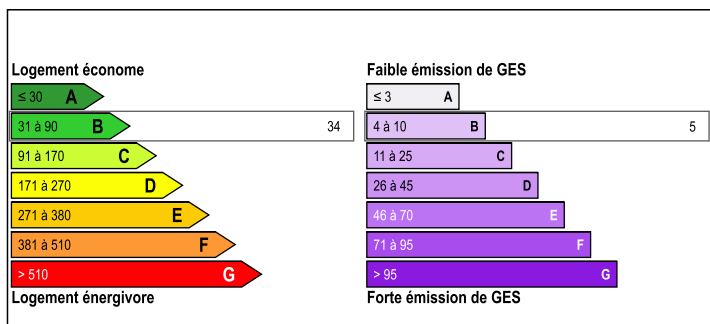 Logement économe
≤ 30 A
31 à 90 B 34
91 à 170 C
171 à 270 D
271 à 380 E
381 à 510 F
> 510 G
Logement énergivore
Faible émission de GES
≤ 3 A
4 à 10 B 5
11 à 25 C
26 à 45 D
46 à 70 E
71 à 95 F
> 95 G
Forte émission de GES